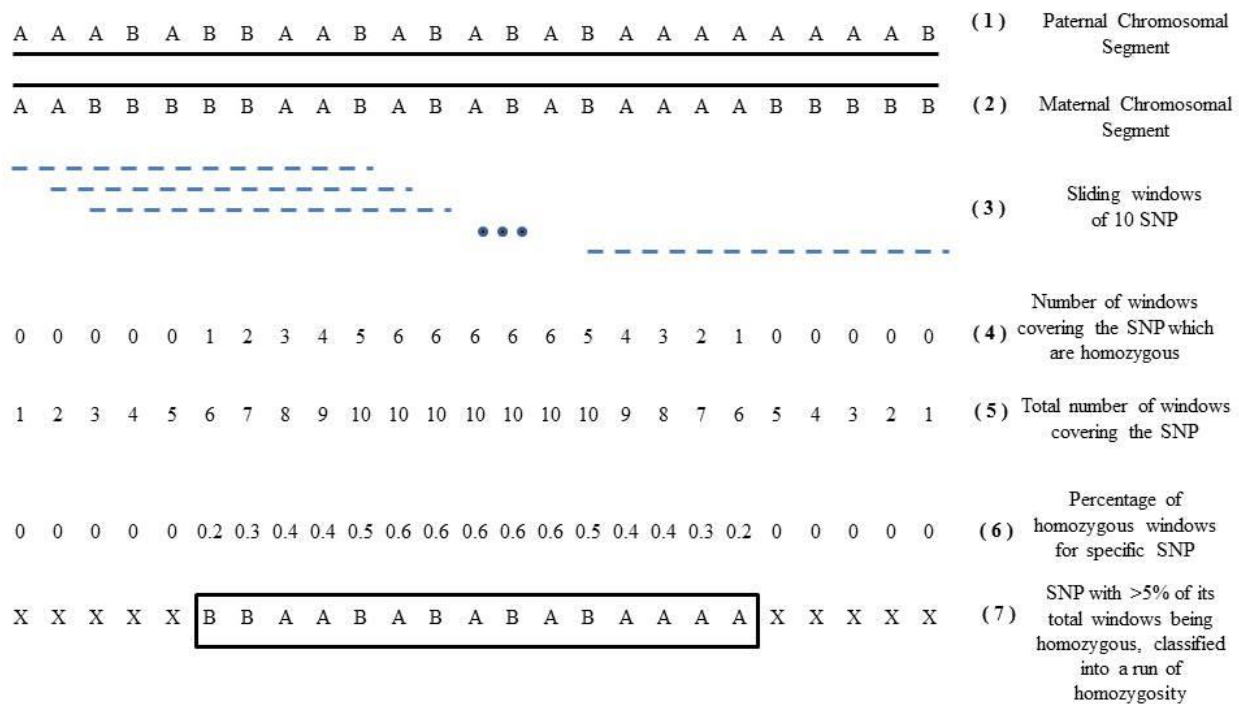 A A A B A B B A A B A B A B A B A A A A A A A A B
(1) Paternal Chromosomal
Segment
A A B B B B B A A B A B A B A B A A A A B B B B B
(2) Maternal Chromosomal
Segment
(3) Sliding windows
of 10 SNP
0 0 0 0 0 1 2 3 4 5 6 6 6 6 6 5 4 3 2 1 0 0 0 0 0
(4) Number of windows
covering the SNP which
are homozygous
1 2 3 4 5 6 7 8 9 10 10 10 10 10 10 10 9 8 7 6 5 4 3 2 1
(5) Total number of windows
covering the SNP
0 0 0 0 0 0.2 0.3 0.4 0.4 0.5 0.6 0.6 0.6 0.6 0.6 0.5 0.4 0.4 0.3 0.2 0 0 0 0 0
(6) Percentage of
homozygous windows
for specific SNP
X X X X X B B A A B A B A B A B A A A A X X X X X
(7) SNP with >5% of its
total windows being
homozygous, classified
into a run of
homozygosity